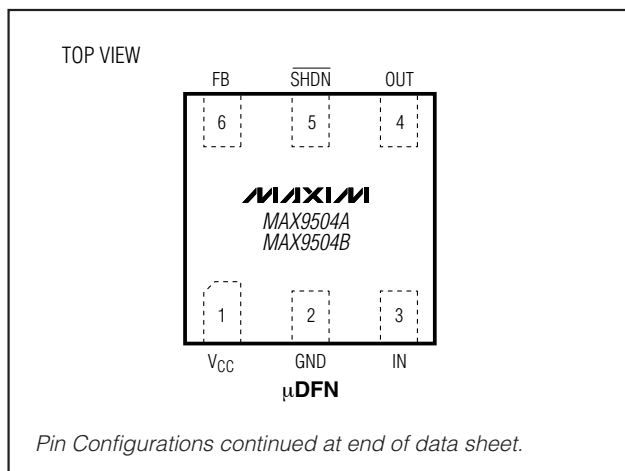 TOP VIEW
FB S̅H̅D̅N̅ OUT
6 5 4
MAXIM
MAX9504A
MAX9504B
1 2 3
VCC GND IN
μDFN
Pin Configurations continued at end of data sheet.